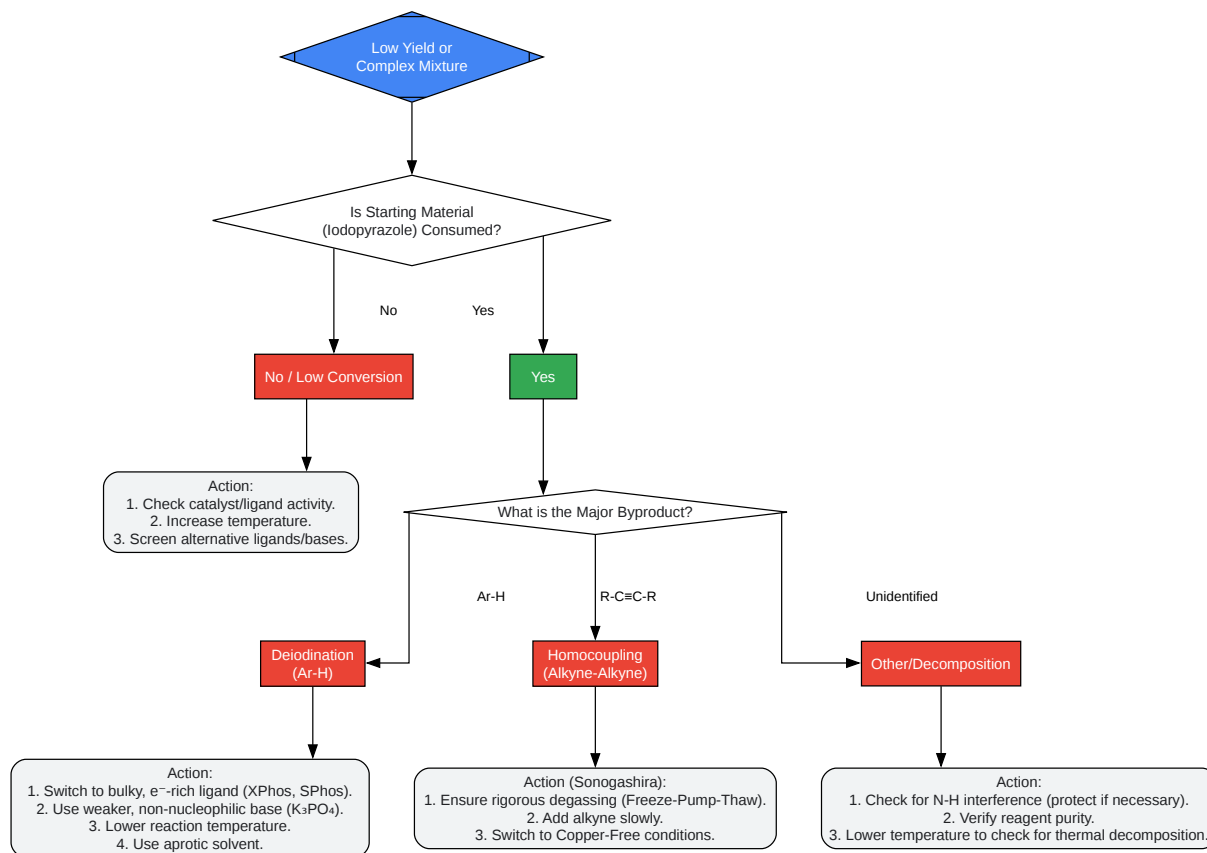 Low Yield or
Complex Mixture
Is Starting Material
(Iodopyrazole) Consumed?
No
Yes
No / Low Conversion
Yes
Action:
1. Check catalyst/ligand activity.
2. Increase temperature.
3. Screen alternative ligands/bases.
What is the Major Byproduct?
Ar-H
R-C≡C-R
Unidentified
Deiodination
(Ar-H)
Homocoupling
(Alkyne-Alkyne)
Other/Decomposition
Action:
1. Switch to bulky, e⁻-rich ligand (XPhos, SPhos).
2. Use weaker, non-nucleophilic base (K₃PO₄).
3. Lower reaction temperature.
4. Use aprotic solvent.
Action (Sonogashira):
1. Ensure rigorous degassing (Freeze-Pump-Thaw).
2. Add alkyne slowly.
3. Switch to Copper-Free conditions.
Action:
1. Check for N-H interference (protect if necessary).
2. Verify reagent purity.
3. Lower temperature to check for thermal decomposition.